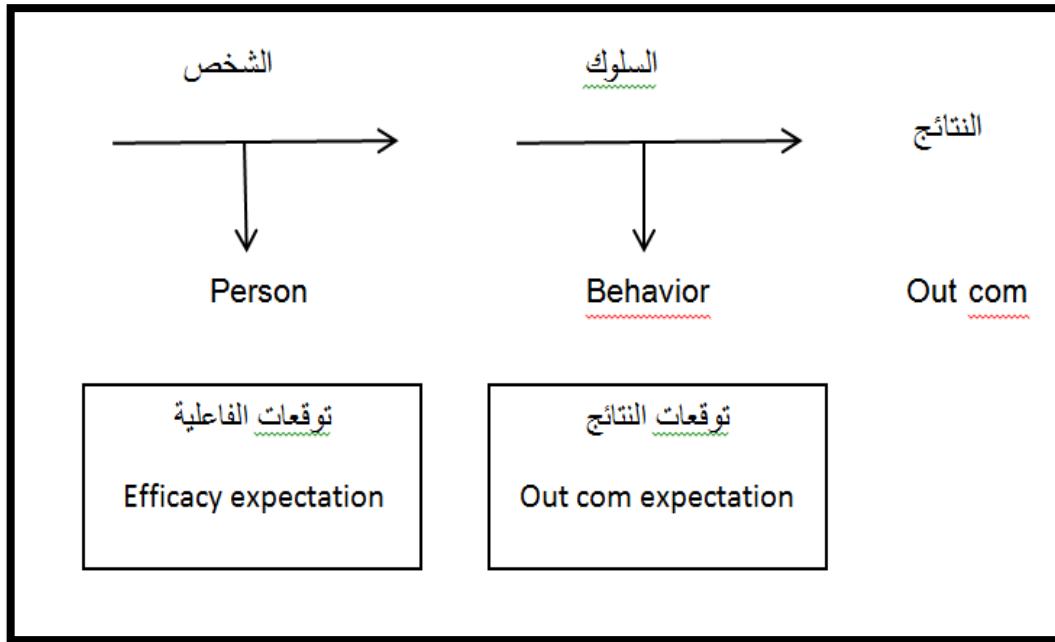 الشخص
السلوك
النتائج
Person
Behavior
Out com
توقعات الفاعلية
Efficacy expectation
توقعات النتائج
Out com expectation